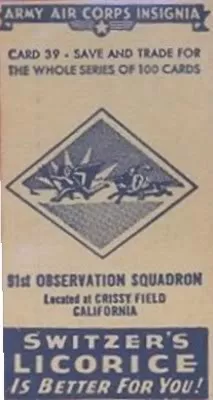 ARMY AIR CORPS INSIGNIA
CARD 39 - SAVE AND TRADE FOR
THE WHOLE SERIES OF 100 CARDS
91st OBSERVATION SQUADRON
Located at CRISSY FIELD
CALIFORNIA
SWITZER'S
LICORICE
IS BETTER FOR YOU!